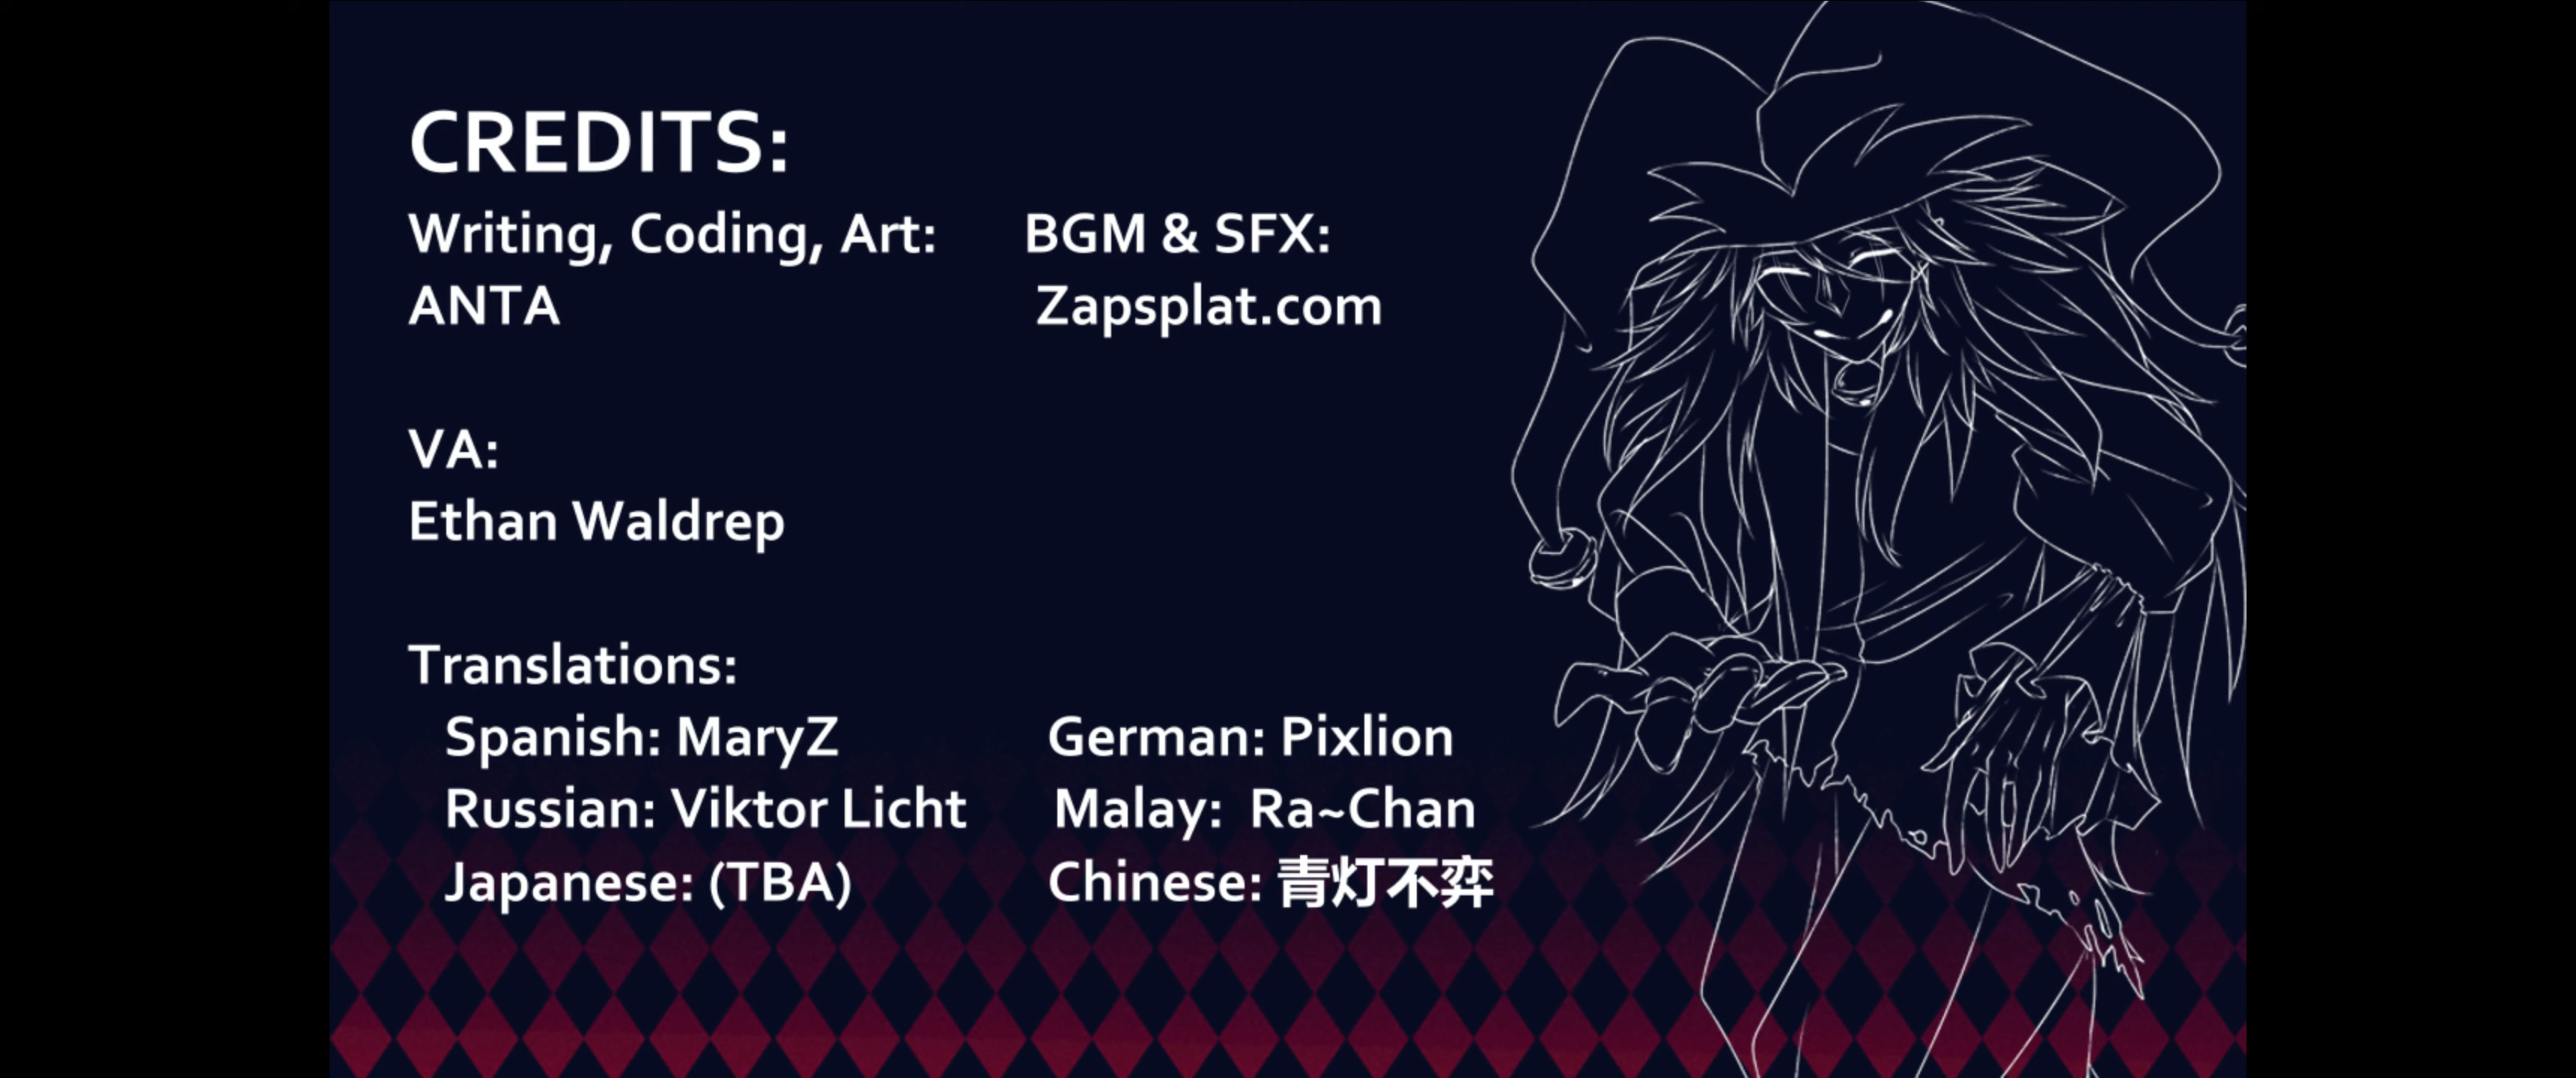 CREDITS:
Writing, Coding, Art:
ANTA
BGM & SFX:
Zapsplat.com
VA:
Ethan Waldrep
Translations:
Spanish: MaryZ
German: Pixlion
Russian: Viktor Licht
Malay: Ra~Chan
Japanese: (TBA)
Chinese: 青灯不弈